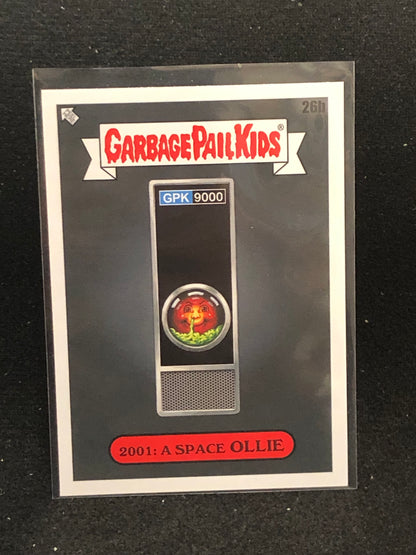 26b
GARBAGE PAIL KIDS®
GPK 9000
2001: A SPACE OLLIE